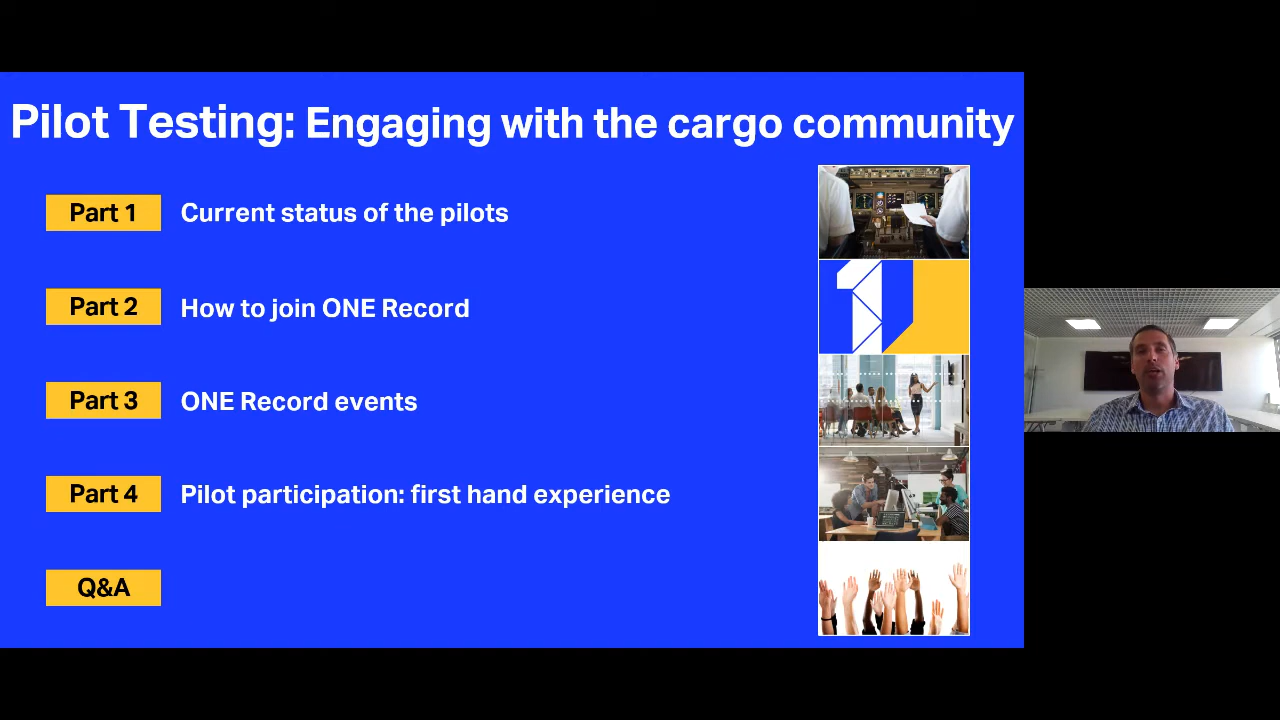 Pilot Testing: Engaging with the cargo community
Part 1 Current status of the pilots
Part 2 How to join ONE Record
Part 3 ONE Record events
Part 4 Pilot participation: first hand experience
Q&A